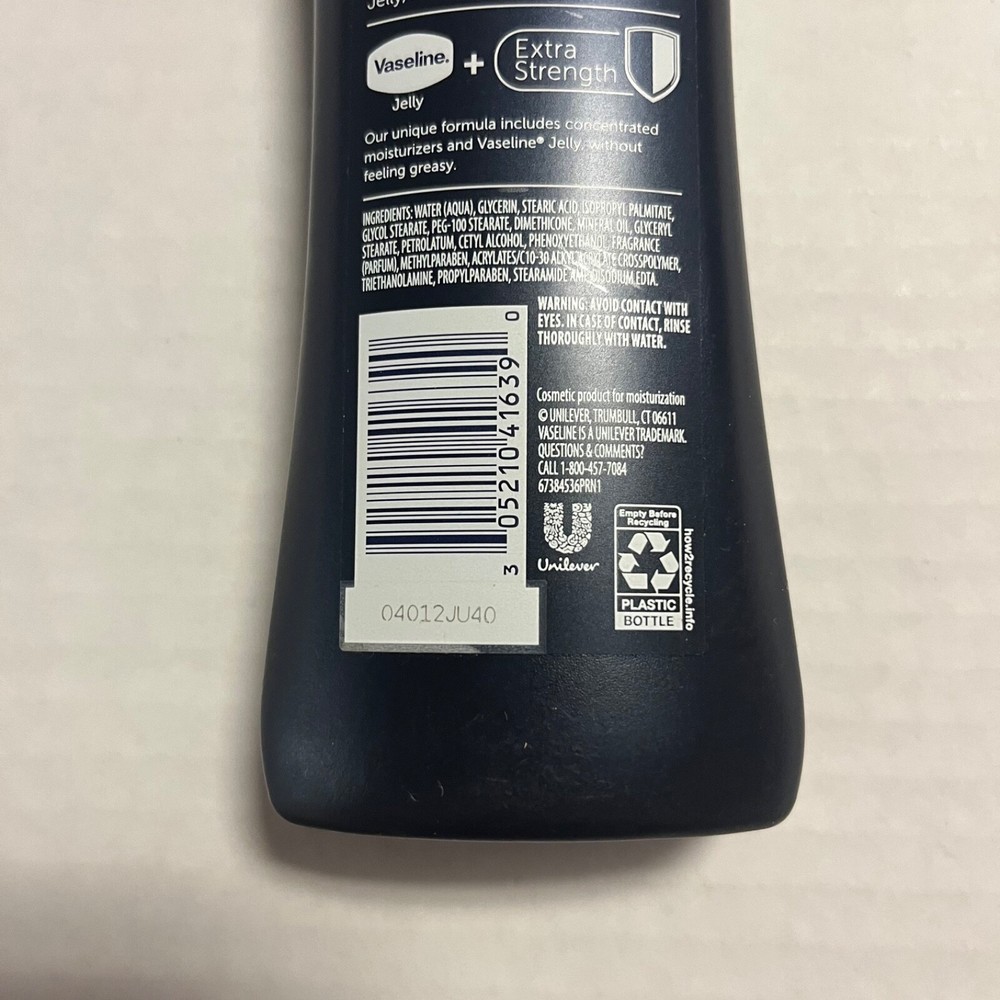 Jelly,
Vaseline.
+
Extra
Strength
Jelly
Our unique formula includes concentrated
moisturizers and Vaseline® Jelly, without
feeling greasy.
INGREDIENTS: WATER (AQUA), GLYCERIN, STEARIC ACID, ISOPROPYL PALMITATE,
GLYCOL STEARATE, PEG-100 STEARATE, DIMETHICONE, MINERAL OIL, GLYCERYL
STEARATE, PETROLATUM, CETYL ALCOHOL, PHENOXYETHANOL, FRAGRANCE
(PARFUM), METHYLPARABEN, ACRYLATES/C10-30 ALKYL ACRYLATE CROSSPOLYMER,
TRIETHANOLAMINE, PROPYLPARABEN, STEARAMIDE AMP, DISODIUM EDTA.
WARNING: AVOID CONTACT WITH
EYES. IN CASE OF CONTACT, RINSE
THOROUGHLY WITH WATER.
Cosmetic product for moisturization
© UNILEVER, TRUMBULL, CT 06611
VASELINE IS A UNILEVER TRADEMARK.
QUESTIONS & COMMENTS?
CALL 1-800-457-7084
67384536PRN1
3 05210 41639 0
04012JU40
Unilever
Empty Before
Recycling
PLASTIC
BOTTLE
how2recycle.info